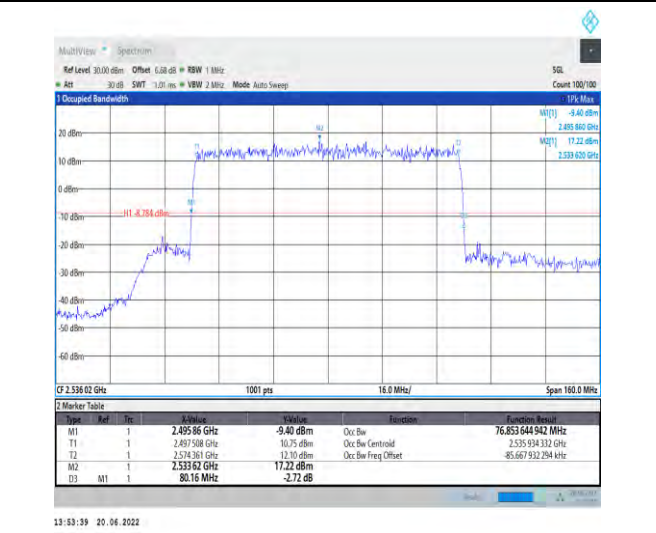 MultiView Spectrum
Ref Level 30.00 dBm Offset 6.68 dB RBW 1 MHz SGL
Att 30 dB SWT 1.01 ms VBW 2 MHz Mode Auto Sweep Count 100/100
1 Occupied Bandwidth 1Pk Max
M1[1] -9.40 dBm
2.495 860 GHz
M2[1] 17.22 dBm
2.533 620 GHz
20 dBm
M2
T1
10 dBm
0 dBm
M1
-10 dBm
H1 -8.784 dBm
-20 dBm
-30 dBm
-40 dBm
-50 dBm
-60 dBm
CF 2.536 02 GHz 1001 pts 16.0 MHz/ Span 160.0 MHz
2 Marker Table
Type Ref Trc X-Value Y-Value Function Function Result
M1 1 2.495 86 GHz -9.40 dBm Occ Bw 76.853 644 942 MHz
T1 1 2.497 508 GHz 10.75 dBm Occ Bw Centroid 2.535 934 332 GHz
T2 1 2.574 361 GHz 12.10 dBm Occ Bw Freq Offset -85.667 932 294 kHz
M2 1 2.533 62 GHz 17.22 dBm
D3 M1 1 80.16 MHz -2.72 dB
13:53:39 20.06.2022